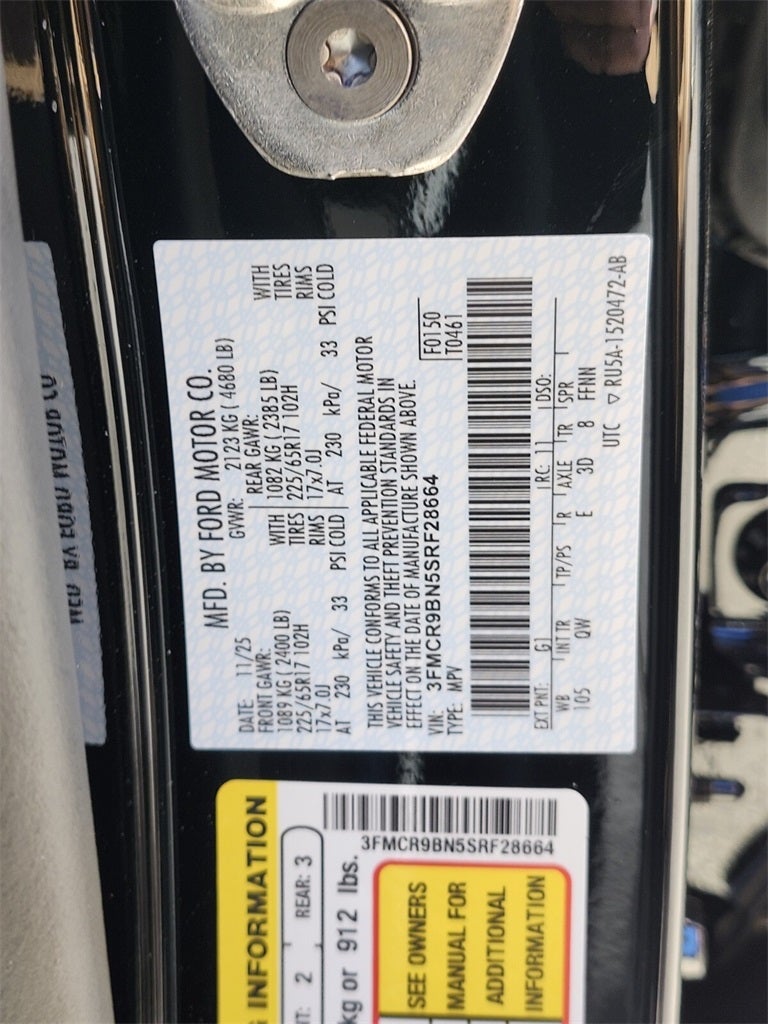 MFD. BY FORD MOTOR CO.
DATE: 11/25 GVWR: 2123 KG ( 4680 LB)
FRONT GAWR: REAR GAWR:
1089 KG ( 2400 LB) WITH 1082 KG ( 2385 LB) WITH
225/65R17 102H TIRES 225/65R17 102H TIRES
17x7.0J RIMS 17x7.0J RIMS
AT 230 kPa/ 33 PSI COLD AT 230 kPa/ 33 PSI COLD
THIS VEHICLE CONFORMS TO ALL APPLICABLE FEDERAL MOTOR
VEHICLE SAFETY AND THEFT PREVENTION STANDARDS IN
EFFECT ON THE DATE OF MANUFACTURE SHOWN ABOVE.
VIN: 3FMCR9BN5SRF28664 F0150
TYPE: MPV T0461
EXT PNT: G1 RC: 11 DSO:
WB INT TR TP/PS R AXLE TR SPR
105 QW E 3D 8 FFNN
UTC ▽ RU5A-1520472-AB
INFORMATION
2 REAR: 3
kg or 912 lbs.
3FMCR9BN5SRF28664
SEE OWNERS
MANUAL FOR
ADDITIONAL
INFORMATION